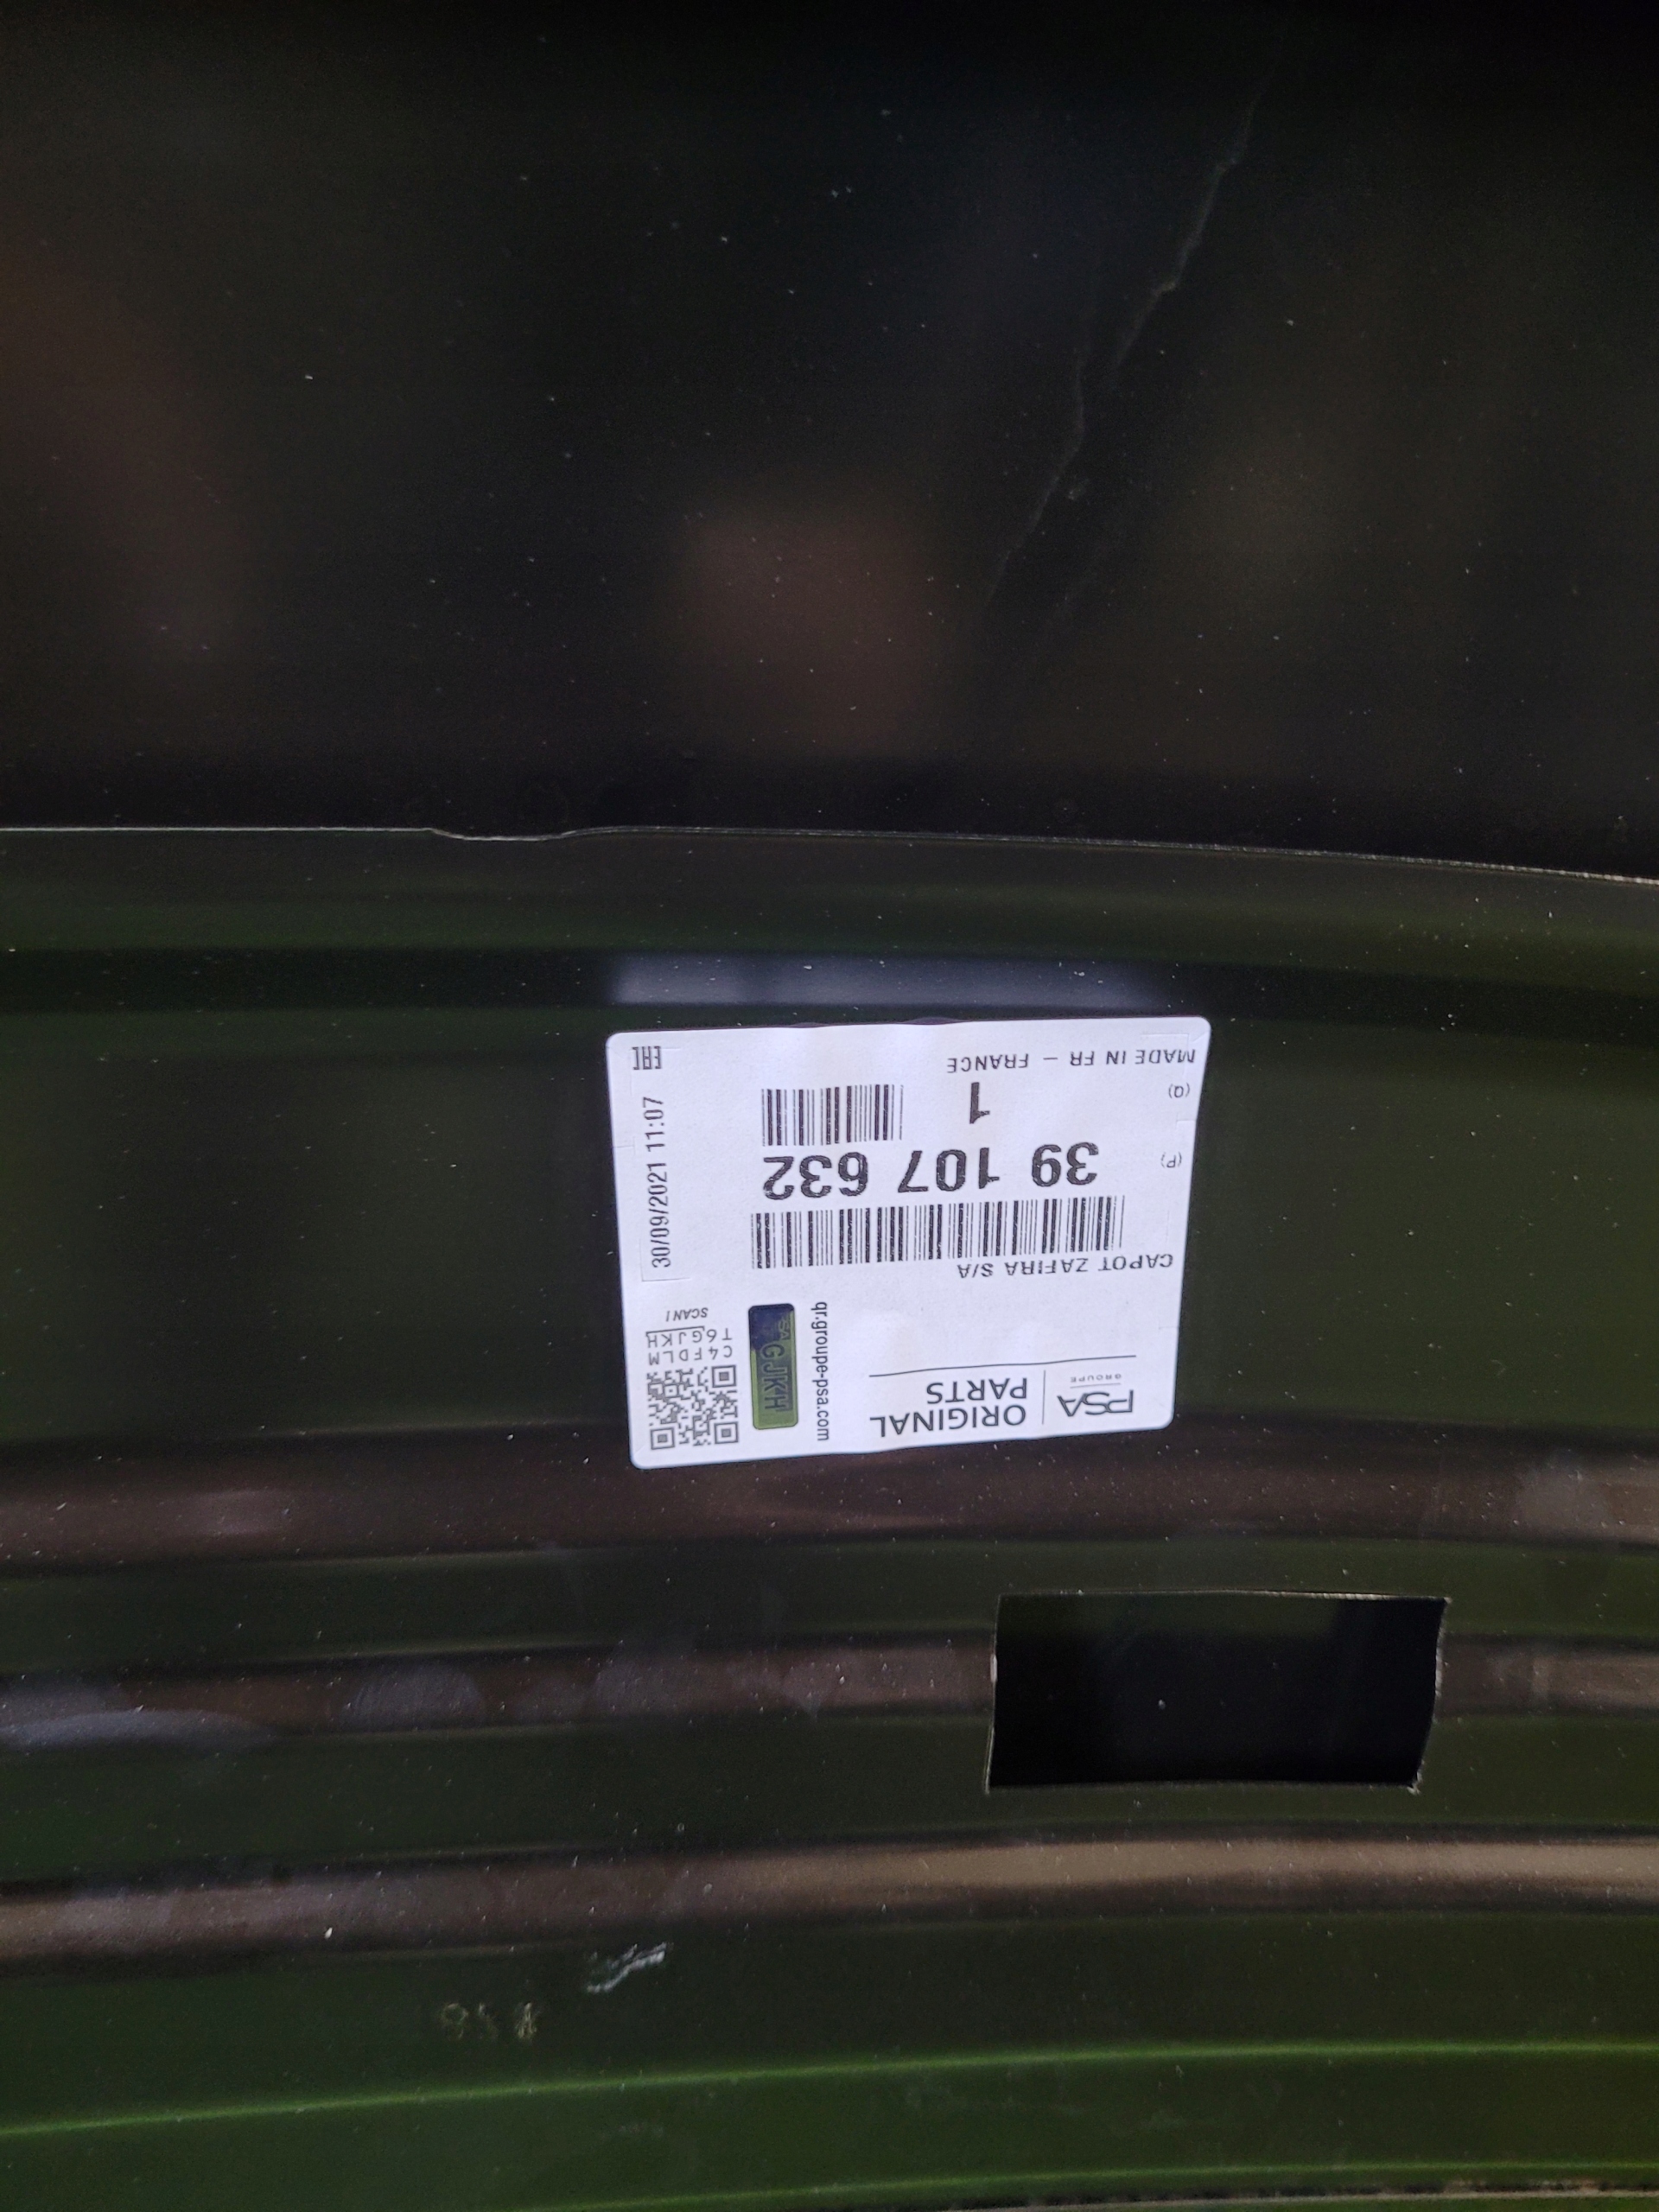 PSA
GROUPE
ORIGINAL
PARTS
qr.groupe-psa.com
GJKH
C4FDLM
T6GJKH
SCAN!
CAPOT ZAFIRA S/A
(P)
39 107 632
(Q)
1
MADE IN FR - FRANCE
30/09/2021 11:07
EAC